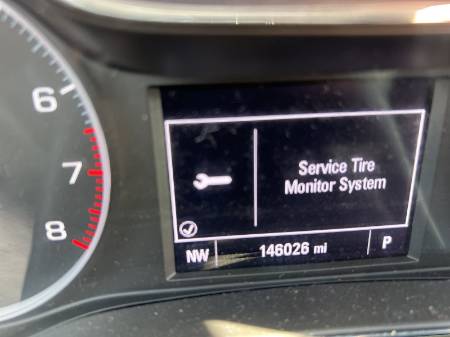 6
7
8
Service Tire
Monitor System
NW 146026 mi P